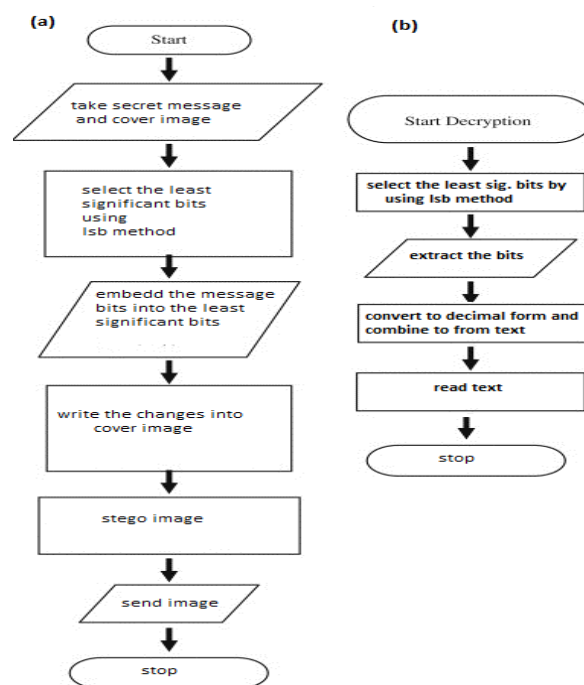 (a)
Start
take secret message
and cover image
select the least
significant bits
using
lsb method
embedd the message
bits into the least
significant bits
write the changes into
cover image
stego image
send image
stop
(b)
Start Decryption
select the least sig. bits by
using lsb method
extract the bits
convert to decimal form and
combine to from text
read text
stop